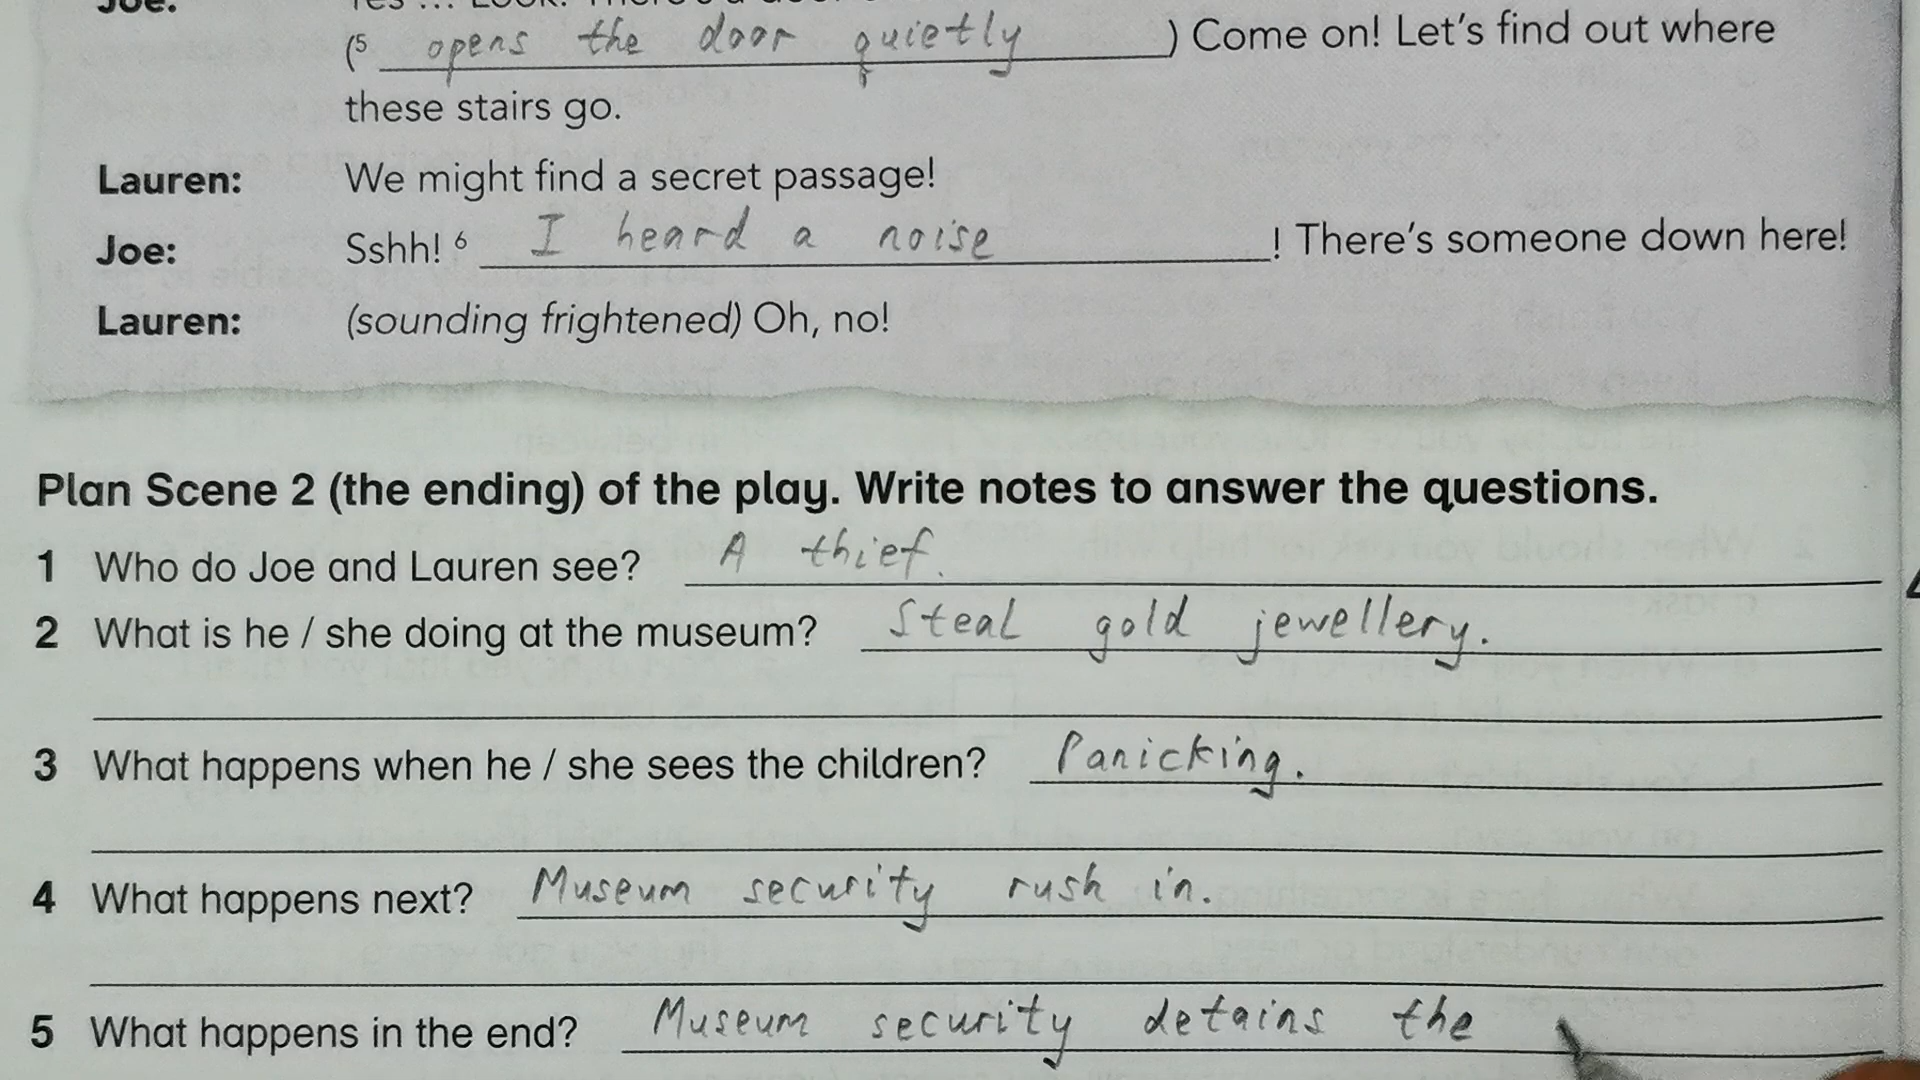 Joe:
(5 opens the door quietly ) Come on! Let's find out where
these stairs go.
Lauren: We might find a secret passage!
Joe: Sshh! 6 I heard a noise ! There's someone down here!
Lauren: (sounding frightened) Oh, no!
Plan Scene 2 (the ending) of the play. Write notes to answer the questions.
1 Who do Joe and Lauren see? A thief.
2 What is he / she doing at the museum? Steal gold jewellery.
3 What happens when he / she sees the children? Panicking.
4 What happens next? Museum security rush in.
5 What happens in the end? Museum security detains the